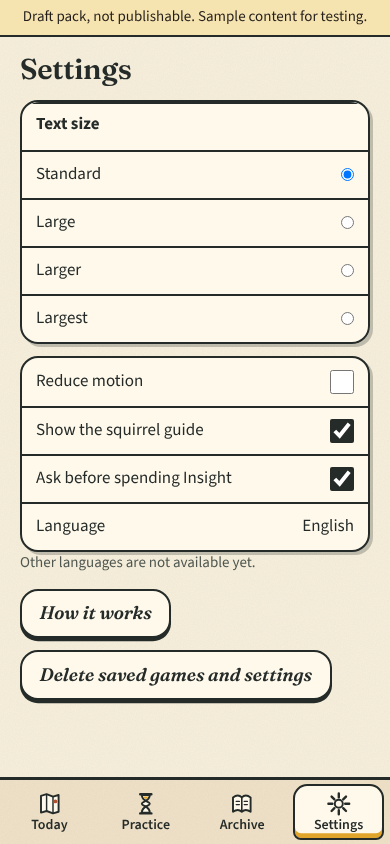 Draft pack, not publishable. Sample content for testing.
Settings
Text size
Standard
Large
Larger
Largest
Reduce motion
Show the squirrel guide
Ask before spending Insight
Language English
Other languages are not available yet.
How it works
Delete saved games and settings
Today Practice Archive Settings